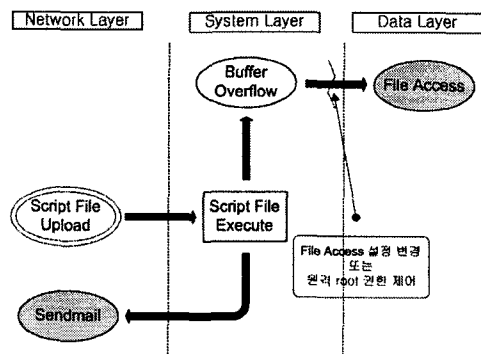 Network Layer
System Layer
Data Layer
Buffer
Overflow
File Access
Script File
Upload
Script File
Execute
File Access 설정 변경
또는
원격 root 권한 제어
Sendmail